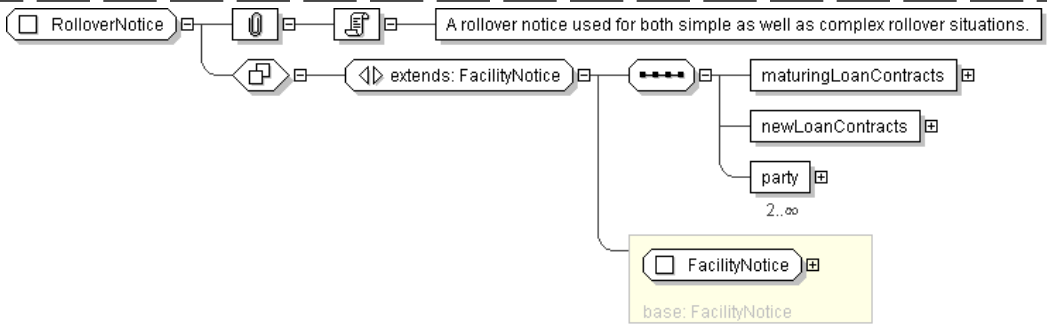 RolloverNotice
A rollover notice used for both simple as well as complex rollover situations.
extends: FacilityNotice
maturingLoanContracts
newLoanContracts
party
2..∞
FacilityNotice
base: FacilityNotice